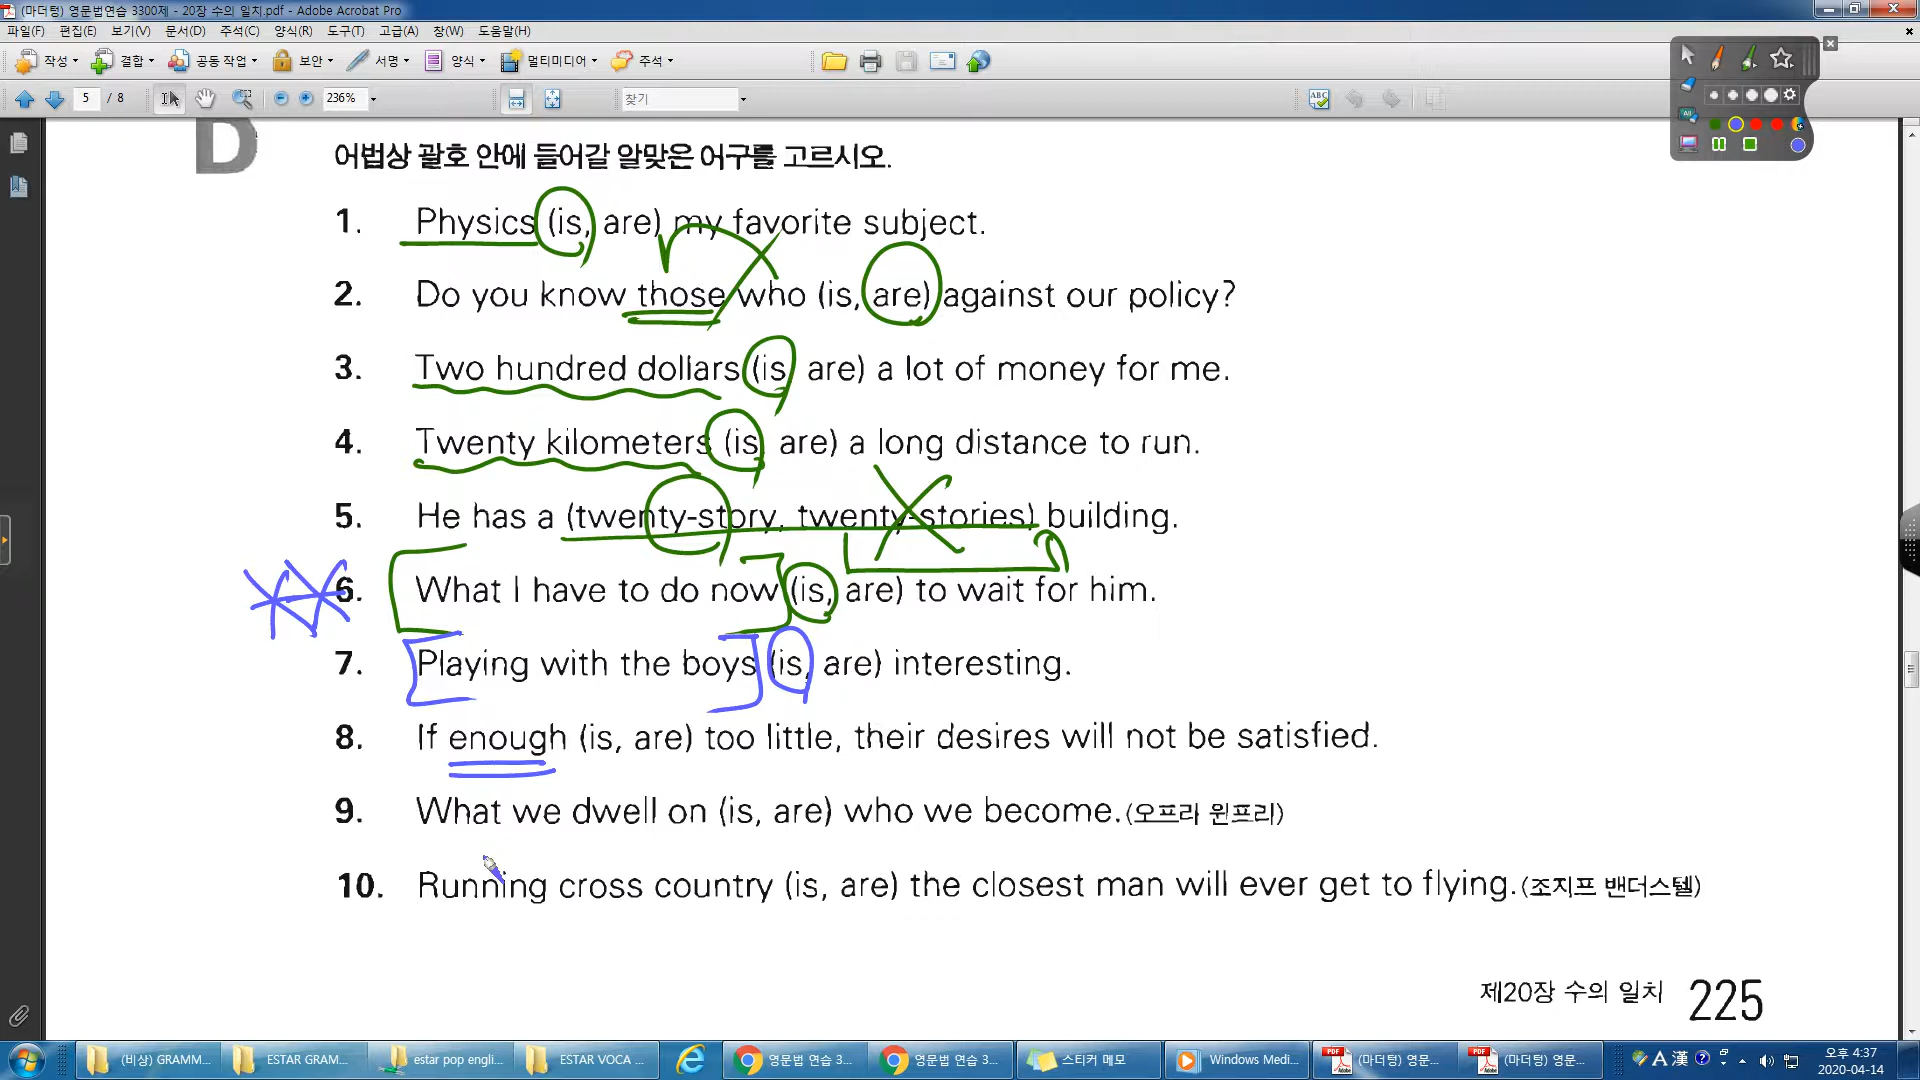 (마더텅) 영문법연습 3300제 - 20장 수의 일치.pdf - Adobe Acrobat Pro
파일(F) 편집(E) 보기(V) 문서(D) 주석(C) 양식(R) 도구(T) 고급(A) 창(W) 도움말(H)
작성 결합 공동 작업 보안 서명 양식 멀티미디어 주석
5 / 8 236% 찾기
D 어법상 괄호 안에 들어갈 알맞은 어구를 고르시오.
1. Physics (is, are) my favorite subject.
2. Do you know those who (is, are) against our policy?
3. Two hundred dollars (is, are) a lot of money for me.
4. Twenty kilometers (is, are) a long distance to run.
5. He has a (twenty-story, twenty-stories) building.
6. What I have to do now (is, are) to wait for him.
7. Playing with the boys (is, are) interesting.
8. If enough (is, are) too little, their desires will not be satisfied.
9. What we dwell on (is, are) who we become.(오프라 윈프리)
10. Running cross country (is, are) the closest man will ever get to flying.(조지프 밴더스텔)
제20장 수의 일치 225
(비상) GRAMM... ESTAR GRAM... estar pop engli... ESTAR VOCA ... 영문법 연습 3... 영문법 연습 3... 스티커 메모 Windows Medi... (마더텅) 영문... (마더텅) 영문... A 漢 오후 4:37
2020-04-14